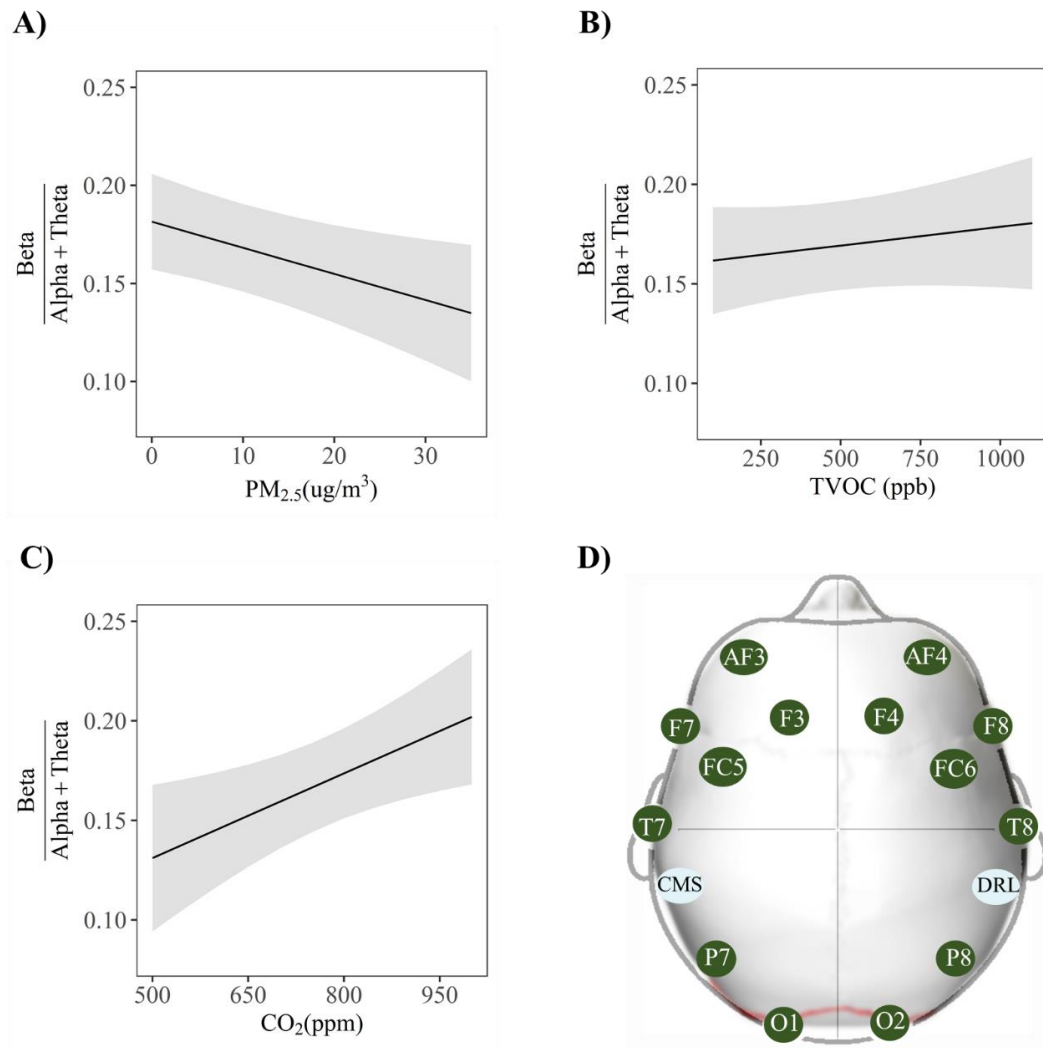 A)
0.25
0.20
0.15
0.10
Beta
Alpha + Theta
0 10 20 30
PM2.5(ug/m3)
B)
0.25
0.20
0.15
0.10
Beta
Alpha + Theta
250 500 750 1000
TVOC (ppb)
C)
0.25
0.20
0.15
0.10
Beta
Alpha + Theta
500 650 800 950
CO2(ppm)
D)
AF3 AF4
F7 F3 F4 F8
FC5 FC6
T7 T8
CMS DRL
P7 P8
O1 O2